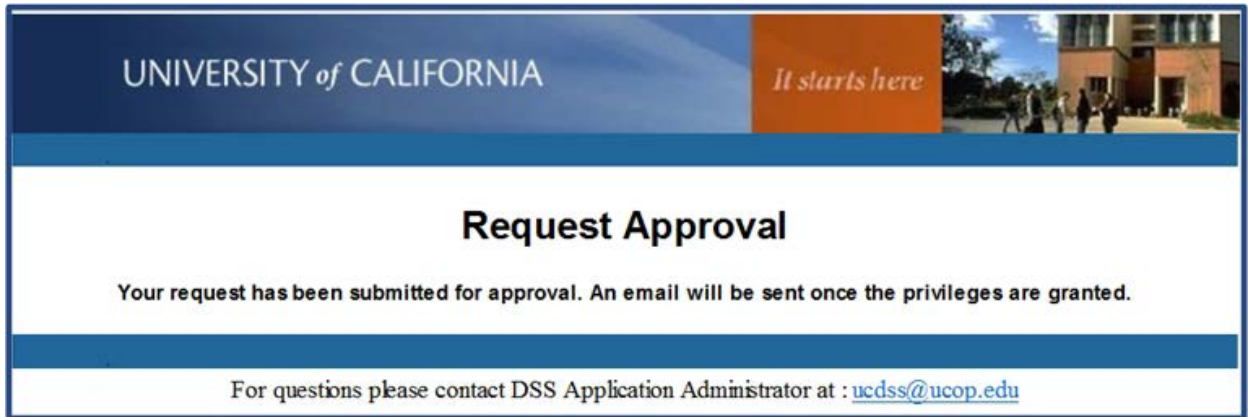 UNIVERSITY of CALIFORNIA
It starts here
Request Approval
Your request has been submitted for approval. An email will be sent once the privileges are granted.
For questions please contact DSS Application Administrator at : ucdss@ucop.edu